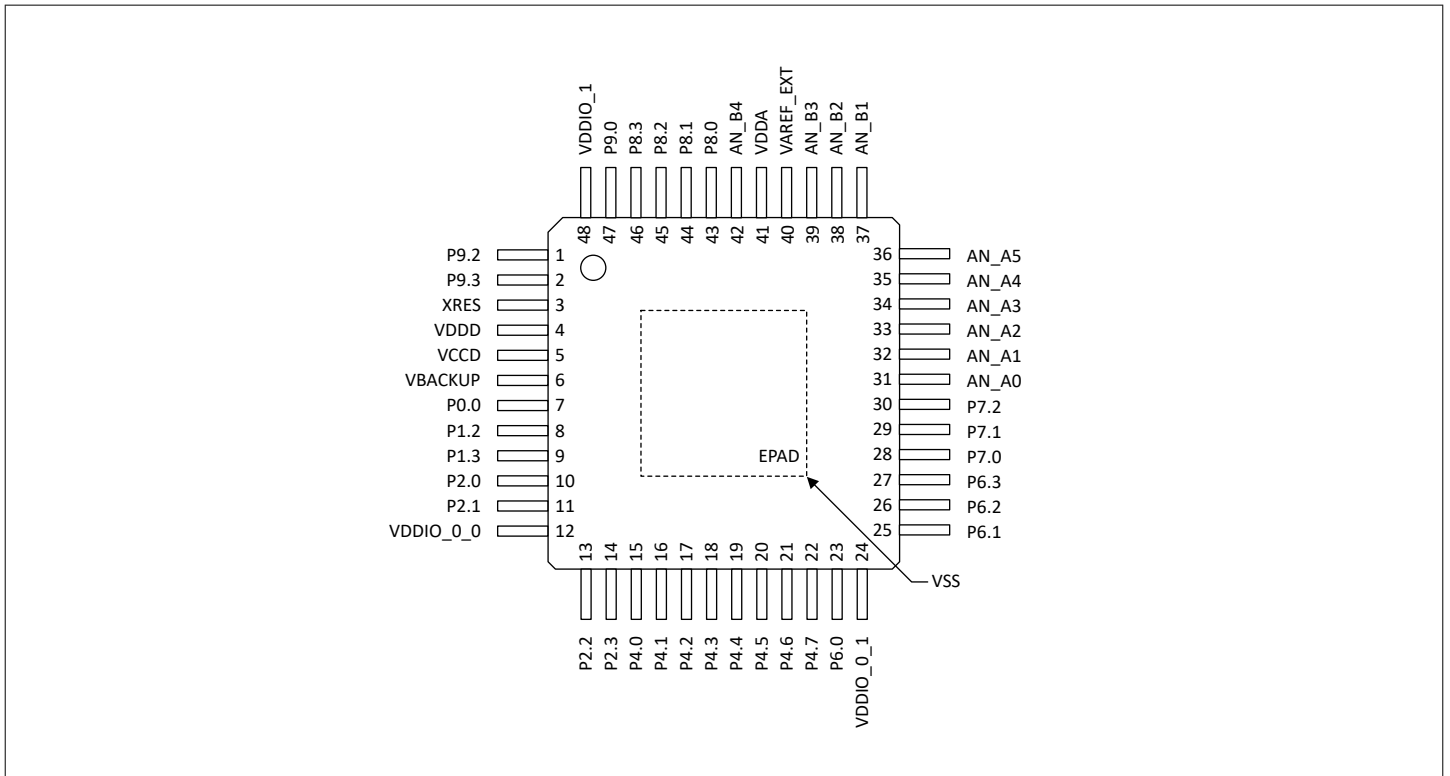 VDDIO_1
P9.0
P8.3
P8.2
P8.1
P8.0
AN_B4
VDDA
VAREF_EXT
AN_B3
AN_B2
AN_B1
48
47
46
45
44
43
42
41
40
39
38
37
P9.2 1
P9.3 2
XRES 3
VDDD 4
VCCD 5
VBACKUP 6
P0.0 7
P1.2 8
P1.3 9
P2.0 10
P2.1 11
VDDIO_0_0 12
36 AN_A5
35 AN_A4
34 AN_A3
33 AN_A2
32 AN_A1
31 AN_A0
30 P7.2
29 P7.1
28 P7.0
27 P6.3
26 P6.2
25 P6.1
EPAD
VSS
13
14
15
16
17
18
19
20
21
22
23
24
P2.2
P2.3
P4.0
P4.1
P4.2
P4.3
P4.4
P4.5
P4.6
P4.7
P6.0
VDDIO_0_1